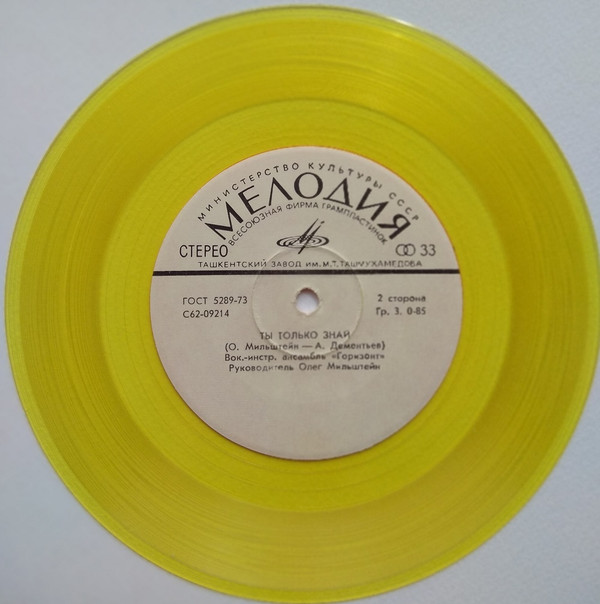 МИНИСТЕРСТВО КУЛЬТУРЫ СССР
МЕЛОДИЯ
ВСЕСОЮЗНАЯ ФИРМА ГРАМПЛАСТИНОК
СТЕРЕО 33
ТАШКЕНТСКИЙ ЗАВОД ИМ. М.Т. ТАШМУХАМЕДОВА
ГОСТ 5289-73 2 сторона
С62-09214 Гр. 3. 0-85
ТЫ ТОЛЬКО ЗНАЙ
(О. Мильштейн — А. Дементьев)
Вок.-инстр. ансамбль «Горизонт»
Руководитель Олег Мильштейн